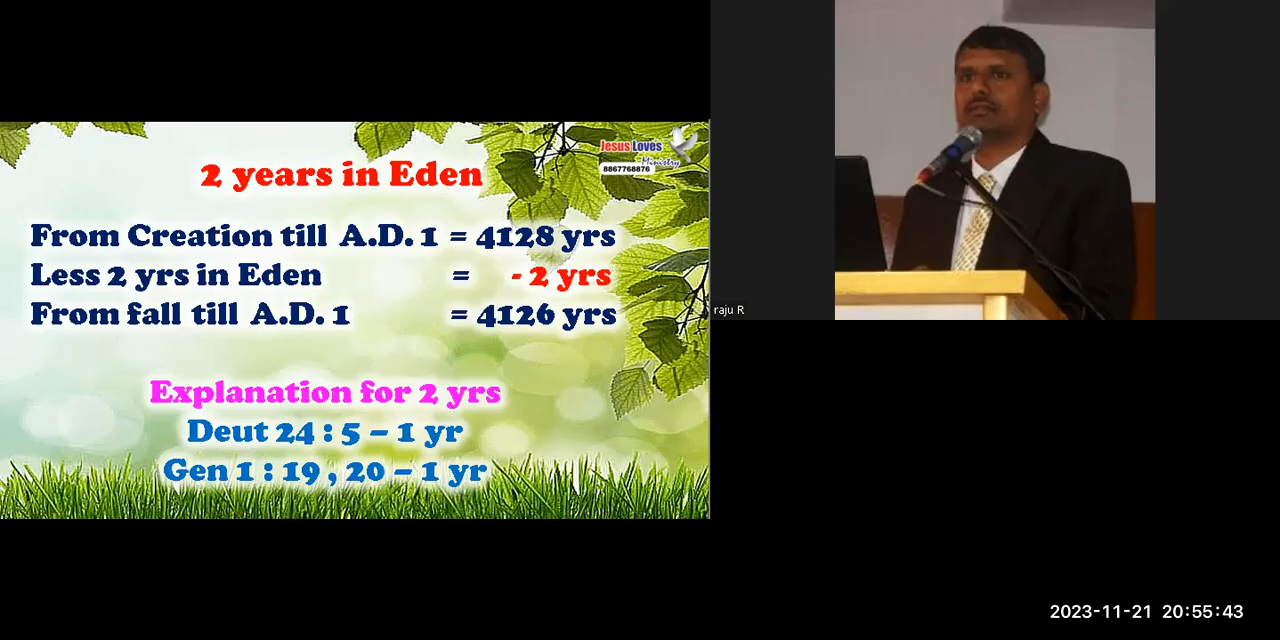 Jesus Loves
Ministry
8867768876
2 years in Eden
From Creation till A.D. 1 = 4128 yrs
Less 2 yrs in Eden = - 2 yrs
From fall till A.D. 1 = 4126 yrs
Explanation for 2 yrs
Deut 24 : 5 – 1 yr
Gen 1 : 19 , 20 – 1 yr
raju R
2023-11-21 20:55:43